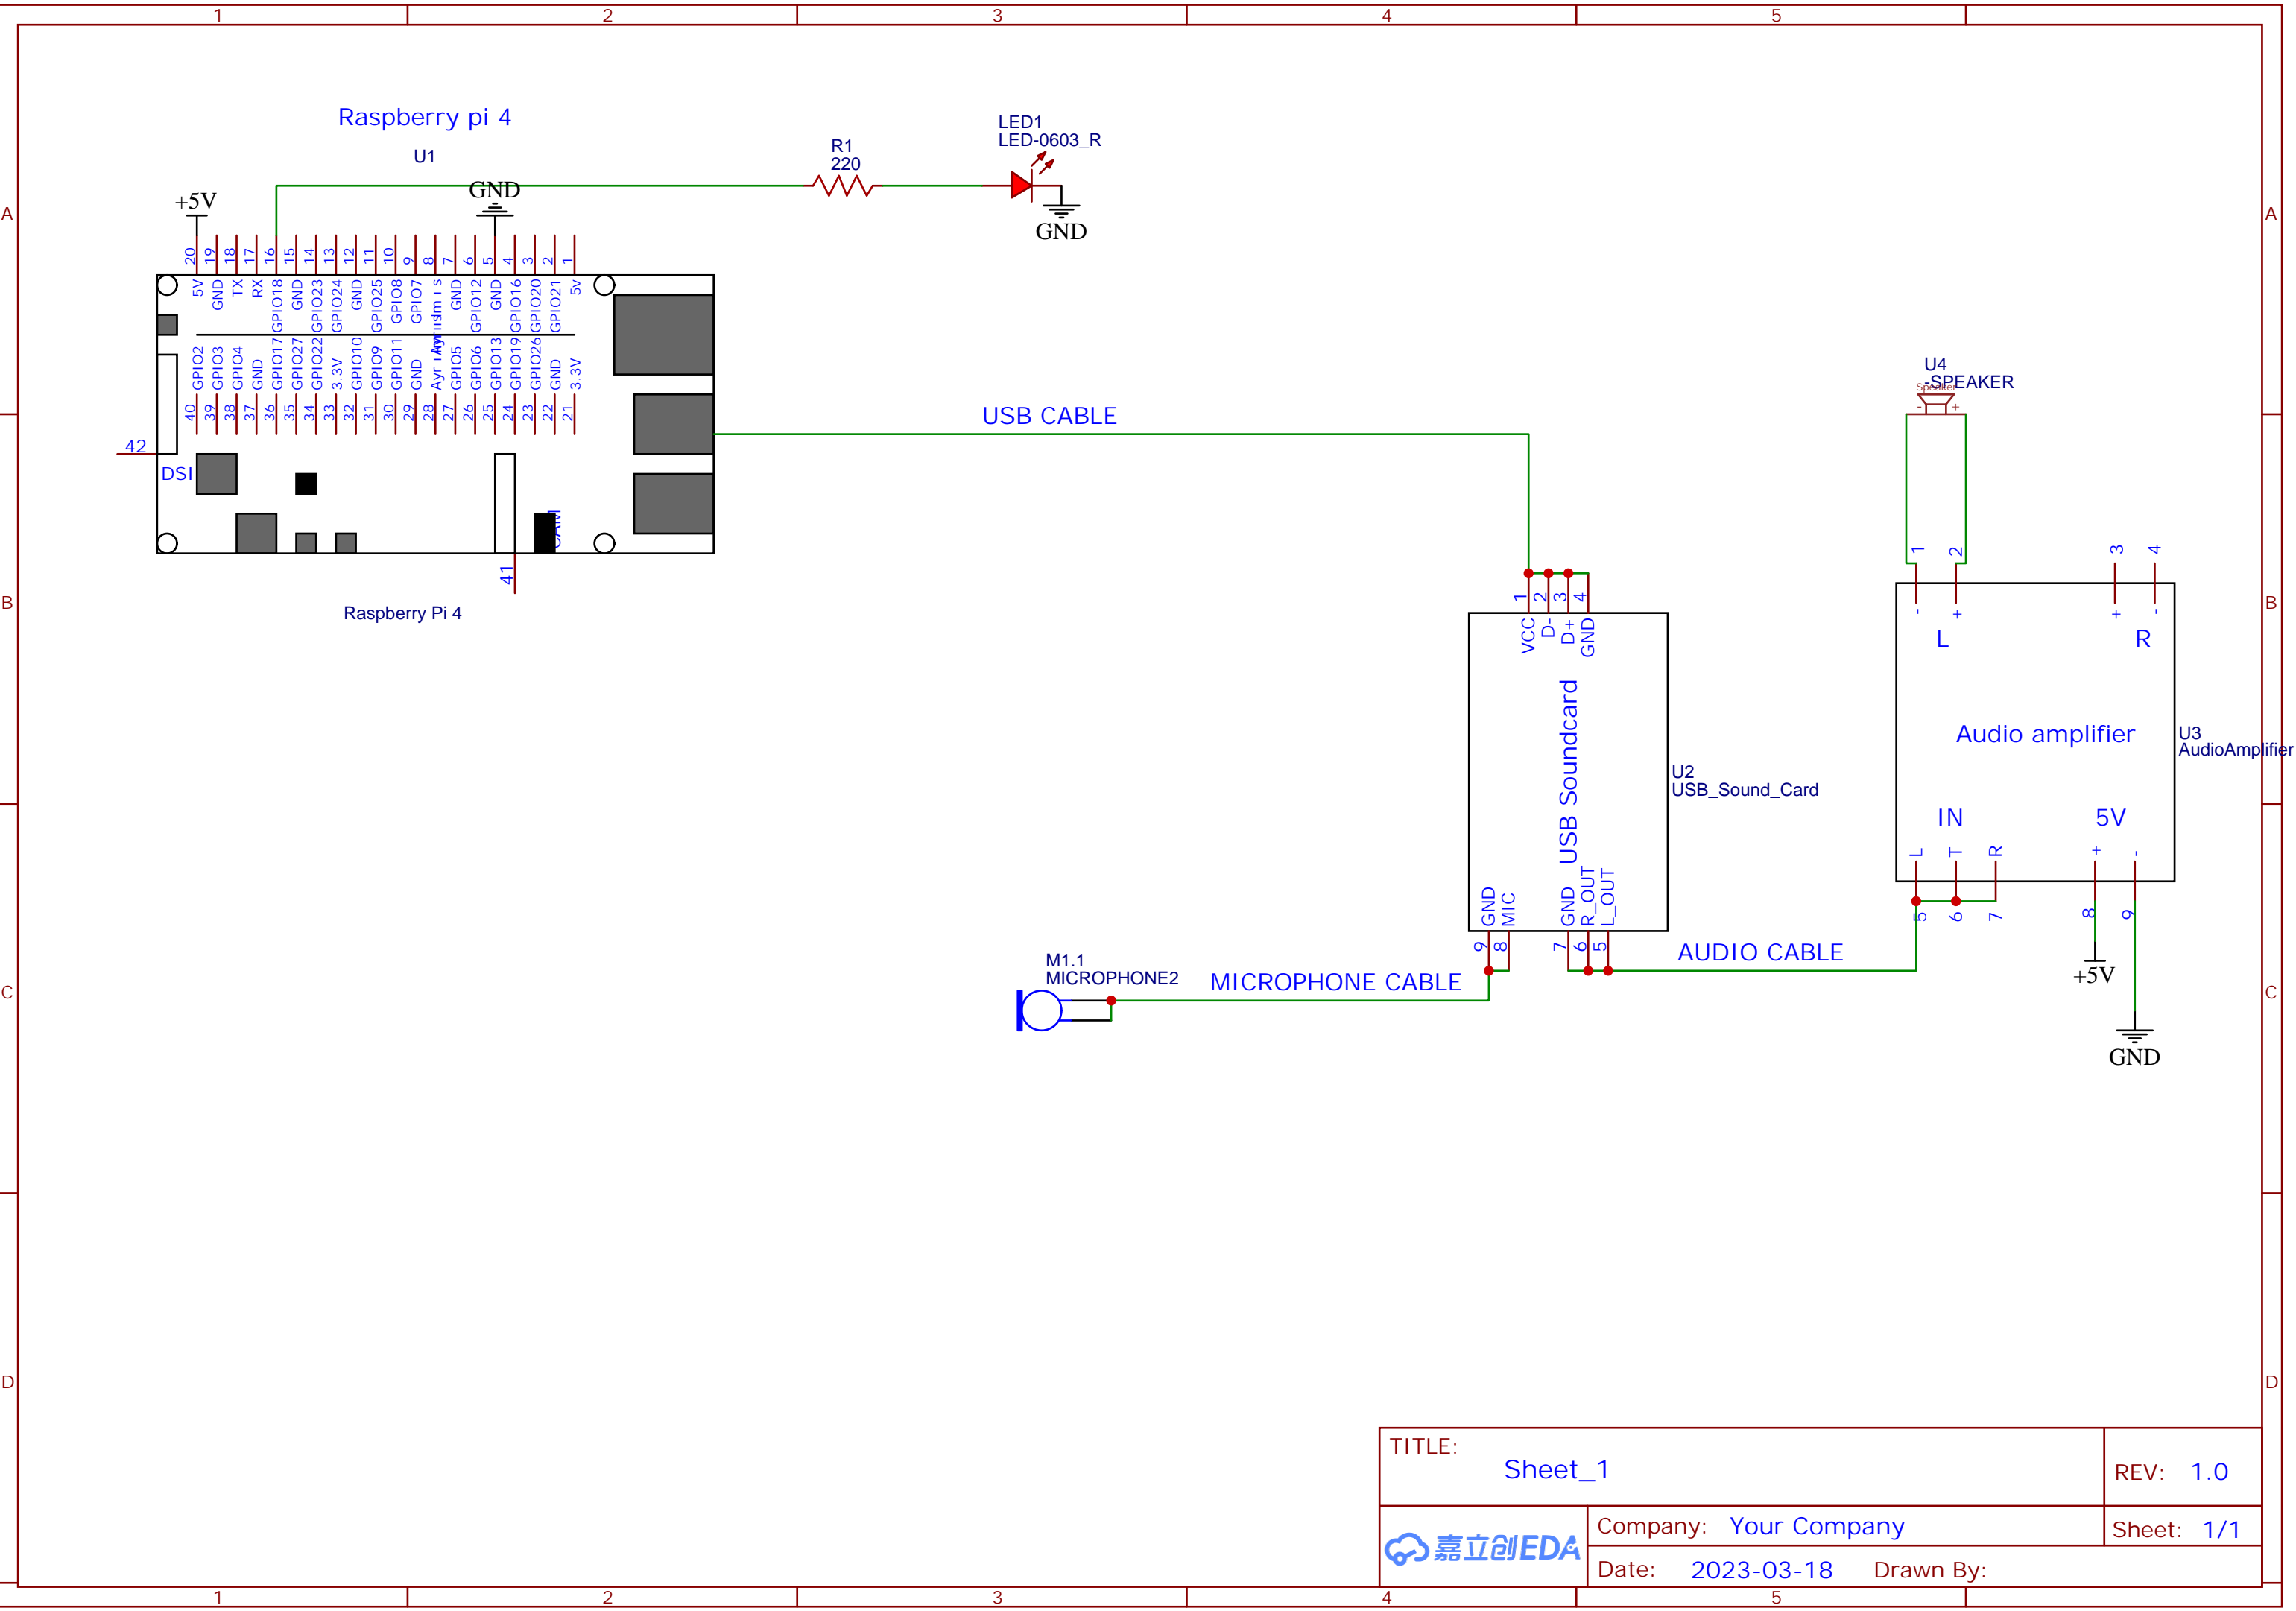 1 2 3 4 5
Raspberry pi 4
U1
LED1
LED-0603_R
R1
220
+5V
GND
GND
A
A
20 19 18 17 16 15 14 13 12 11 10 9 8 7 6 5 4 3 2 1
5V GND TX RX GPIO18 GND GPIO23 GPIO24 GND GPIO25 GPIO8 GPIO7 GND GPIO12 GND GPIO16 GPIO20 GPIO21 5v
GPIO2 GPIO3 GPIO4 GND GPIO17 GPIO27 GPIO22 3.3V GPIO10 GPIO9 GPIO11 GND GPIO5 GPIO6 GPIO13 GPIO19 GPIO26 GND 3.3V
40 39 38 37 36 35 34 33 32 31 30 29 28 27 26 25 24 23 22 21
42
DSI
CAM
41
Raspberry Pi 4
USB CABLE
U4
-SPEAKER
Speaker
- +
1 2 3 4
- + + -
L R
B
B
1 2 3 4
VCC D- D+ GND
USB Soundcard
U2
USB_Sound_Card
Audio amplifier
U3
AudioAmplifier
IN 5V
L T R + -
5 6 7 8 9
GND MIC GND R_OUT L_OUT
9 8 7 6 5
AUDIO CABLE
+5V
GND
M1.1
MICROPHONE2
MICROPHONE CABLE
C
C
D
D
TITLE:
Sheet_1
REV: 1.0
嘉立创EDA
Company: Your Company
Sheet: 1/1
Date: 2023-03-18 Drawn By:
1 2 3 4 5